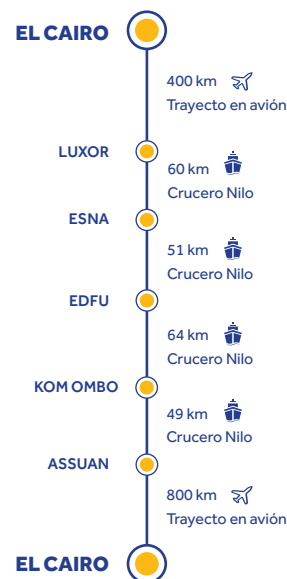 EL CAIRO
400 km
Trayecto en avión
LUXOR
60 km
Crucero Nilo
ESNA
51 km
Crucero Nilo
EDFU
64 km
Crucero Nilo
KOM OMBO
49 km
Crucero Nilo
ASSUAN
800 km
Trayecto en avión
EL CAIRO